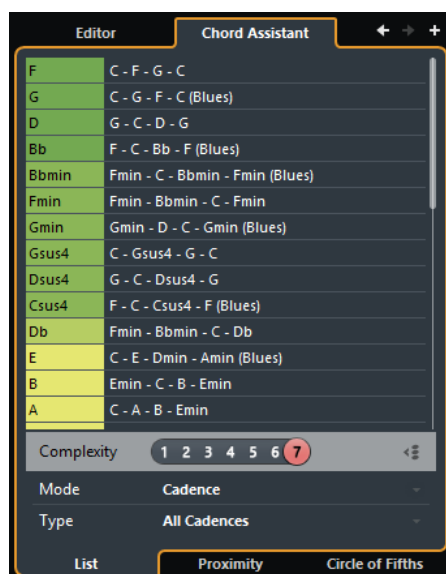 Editor Chord Assistant
F C - F - G - C
G C - G - F - C (Blues)
D G - C - D - G
Bb F - C - Bb - F (Blues)
Bbmin Fmin - C - Bbmin - Fmin (Blues)
Fmin Fmin - Bbmin - C - Fmin
Gmin Gmin - D - C - Gmin (Blues)
Gsus4 C - Gsus4 - G - C
Dsus4 G - C - Dsus4 - G
Csus4 F - C - Csus4 - F (Blues)
Db Fmin - Bbmin - C - Db
E C - E - Dmin - Amin (Blues)
B Emin - C - B - Emin
A C - A - B - Emin
Complexity 1 2 3 4 5 6 7
Mode Cadence
Type All Cadences
List Proximity Circle of Fifths